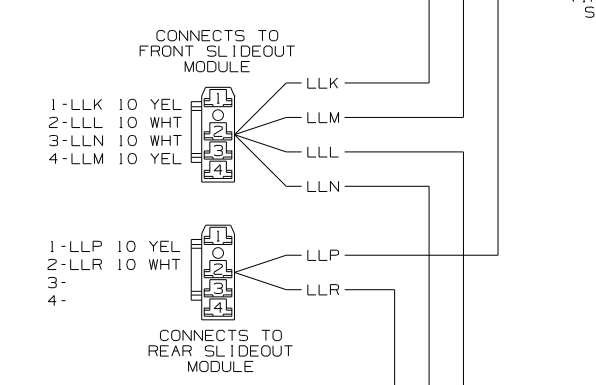 S
CONNECTS TO
FRONT SLIDEOUT
MODULE
1-LLK 10 YEL
2-LLL 10 WHT
3-LLN 10 WHT
4-LLM 10 YEL
1
2
3
4
LLK
LLM
LLL
LLN
1-LLP 10 YEL
2-LLR 10 WHT
3-
4-
1
2
3
4
LLP
LLR
CONNECTS TO
REAR SLIDEOUT
MODULE